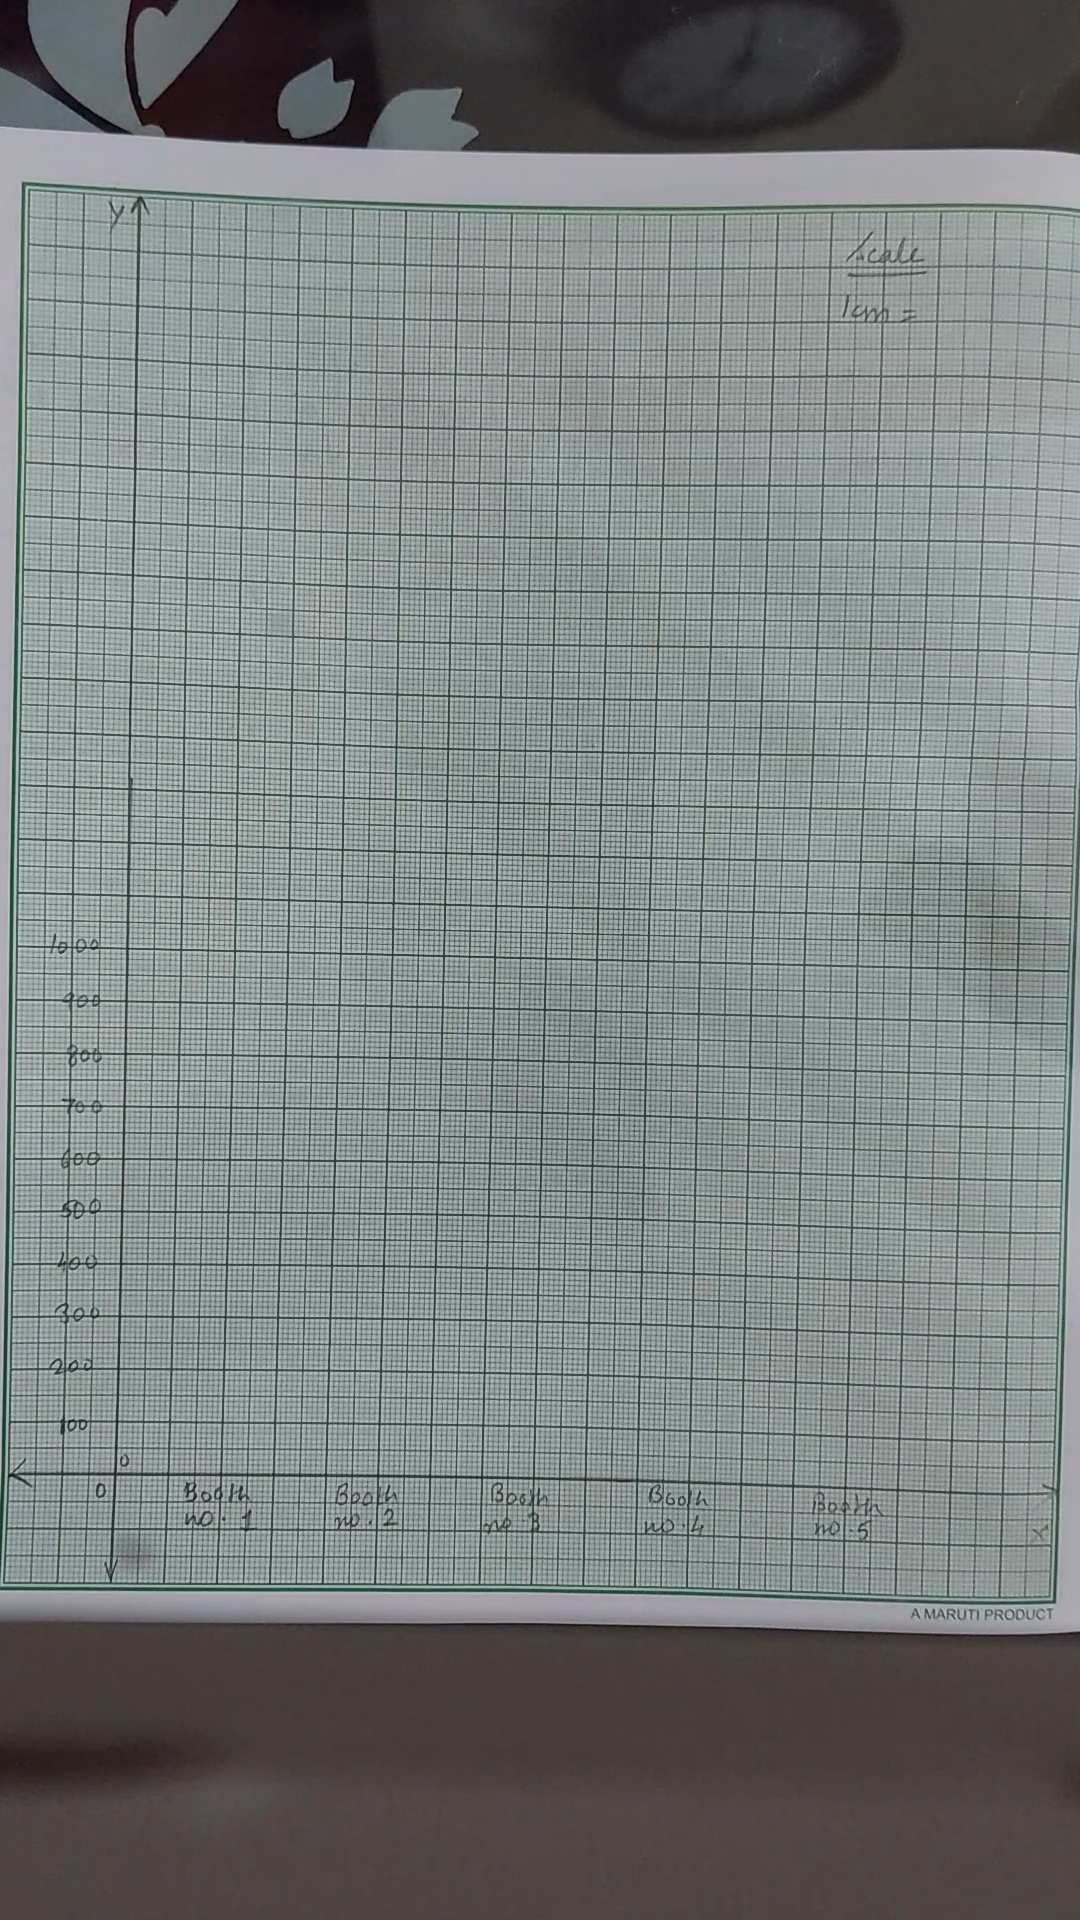 y
Scale
1cm =
1000
900
800
700
600
500
400
300
200
100
0
0
Booth no. 1
Booth no. 2
Booth no 3
Booth no. 4
Booth no. 5
X
A MARUTI PRODUCT